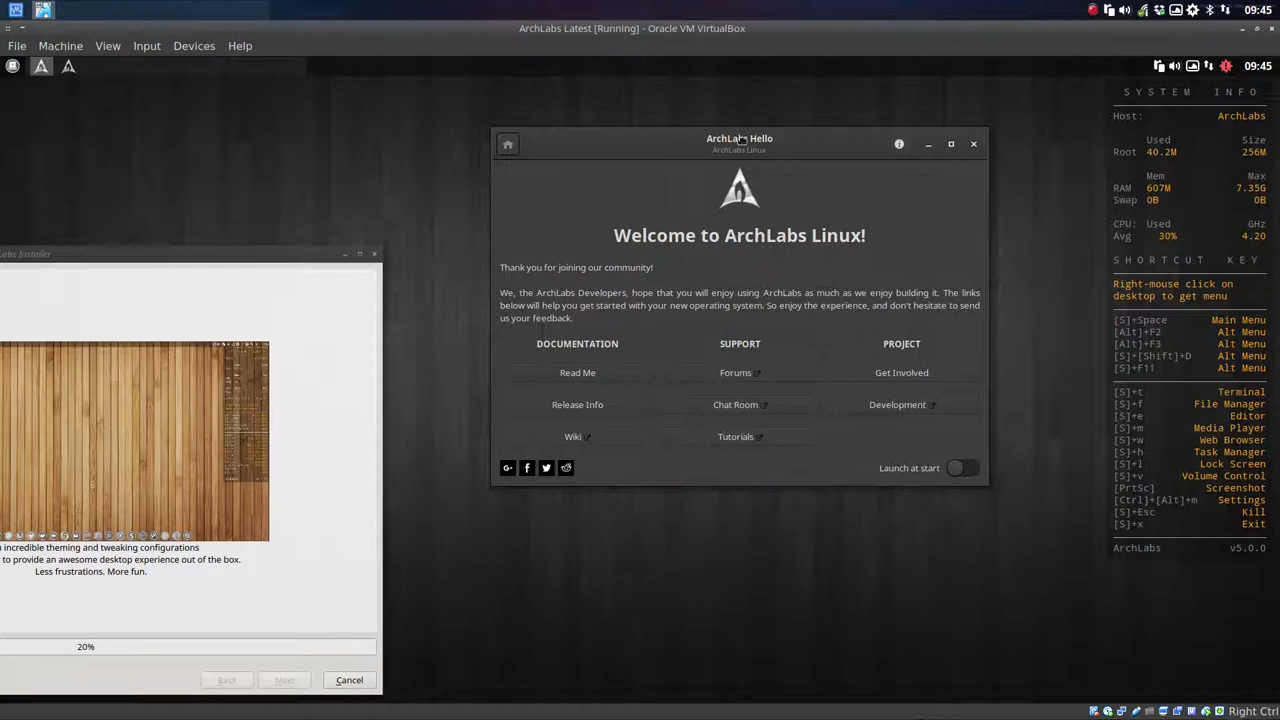 09:45
ArchLabs Latest [Running] - Oracle VM VirtualBox
File Machine View Input Devices Help
09:45
SYSTEM INFO
Host: ArchLabs
Used Size
Root 40.2M 256M
Mem Max
RAM 607M 7.35G
Swap 0B 0B
CPU: Used GHz
Avg 30% 4.20
SHORTCUT KEY
Right-mouse click on
desktop to get menu
[S]+Space Main Menu
[Alt]+F2 Alt Menu
[Alt]+F3 Alt Menu
[S]+[Shift]+D Alt Menu
[S]+F11 Alt Menu
[S]+t Terminal
[S]+f File Manager
[S]+e Editor
[S]+m Media Player
[S]+w Web Browser
[S]+h Task Manager
[S]+l Lock Screen
[S]+v Volume Control
[PrtSc] Screenshot
[Ctrl]+[Alt]+m Settings
[S]+Esc Kill
[S]+x Exit
ArchLabs v5.0.0
ArchLabs Hello
ArchLabs Linux
Welcome to ArchLabs Linux!
Thank you for joining our community!
We, the ArchLabs Developers, hope that you will enjoy using ArchLabs as much as we enjoy building it. The links
below will help you get started with your new operating system. So enjoy the experience, and don't hesitate to send
us your feedback.
DOCUMENTATION SUPPORT PROJECT
Read Me Forums Get Involved
Release Info Chat Room Development
Wiki Tutorials
G+ f Launch at start
Labs Installer
incredible theming and tweaking configurations
to provide an awesome desktop experience out of the box.
Less frustrations. More fun.
20%
Back Next Cancel
Right Ctrl